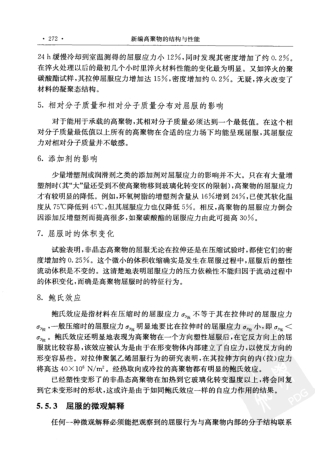 · 272 ·
新编高聚物的结构与性能
24 h 缓慢冷却到室温测得的屈服应力小 12%,同时发现其密度增加了约 0.2%。
在淬火处理以后的最初几个小时里淬火材料性能的变化最为明显。又如淬火的聚
碳酸酯试样,其拉伸屈服应力增加达 15%,密度增加约 0.2%。无疑,淬火改变了
材料的凝聚态结构。
5. 相对分子质量和相对分子质量分布对屈服的影响
对于能用于承载的高聚物,其相对分子质量必须达到一个最低值。在这个相
对分子质量最低值以上所有的高聚物在合适的应力场下均能呈现屈服,其屈服应
力对相对分子质量并不敏感。
6. 添加剂的影响
少量增塑剂或润滑剂之类的添加剂对屈服应力的影响并不大。只在有大量增
塑剂时(其“大”量还受到不使高聚物移到玻璃化转变区的限制),高聚物的屈服应力
才有较明显的降低。例如,环氧树脂的增塑剂含量从 16%增到 24%,已使其软化温
度从 75℃降低到 45℃,但其屈服应力也仅降低 5%。相反,高聚物的屈服应力倒会
因添加反增塑剂而提高很多,如聚碳酸酯的屈服应力由此可提高 30%。
7. 屈服时的体积变化
试验表明,非晶态高聚物的屈服无论在拉伸还是在压缩试验时,都使它们的密
度增加约 0.25%。这个微小的体积收缩确实是发生在屈服过程中,屈服后的塑性
流动体积是不变的。这清楚地表明屈服应力的压力依赖性不能归因于流动过程中
的体积变化,而确是高聚物屈服时的特有行为。
8. 鲍氏效应
鲍氏效应是指材料在压缩时的屈服应力 σ 不等于其在拉伸时的屈服应力
σ,一般压缩时的屈服应力 σ 明显地要比在拉伸时的屈服应力 σ 小,即 σ <
σ。鲍氏效应还明显地表现为高聚物在一个方向塑性屈服后,在它反方向上的屈
服就比较容易,该效应被认为是由于在形变物体内部建立了自应力,以使反方向的
形变容易些。对拉伸聚氯乙烯屈服行为的研究表明,在其拉伸方向的内(拉)应力
将高达 40×10⁶ N/m²。经热取向或冷拉的高聚物都有明显的鲍氏效应。
已经塑性变形了的非晶态高聚物在加热到它玻璃化转变温度以上,将会回复
到它未变形时的形状,这或许是由于如同鲍氏效应一样的自应力作用的结果。
5.5.3 屈服的微观解释
任何一种微观解释必须能把观察到的屈服行为与高聚物内部的分子结构联系